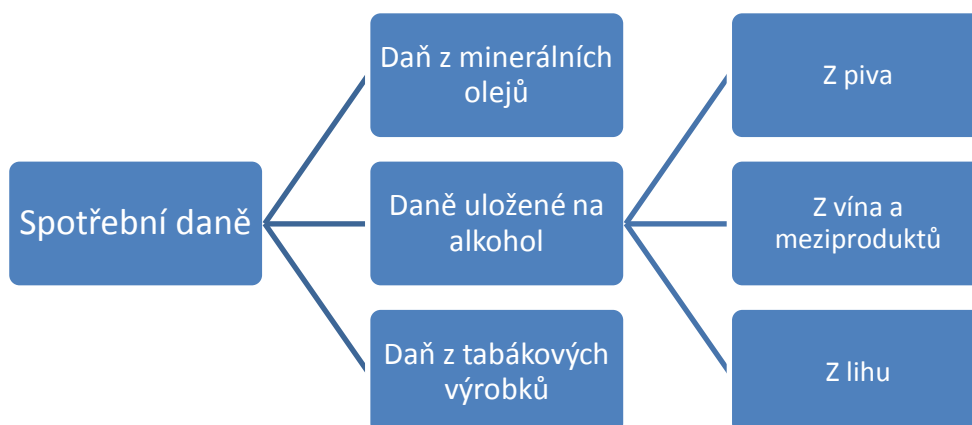 Spotřební daně
Daň z minerálních
olejů
Daně uložené na
alkohol
Daň z tabákových
výrobků
Z piva
Z vína a
meziproduktů
Z lihu